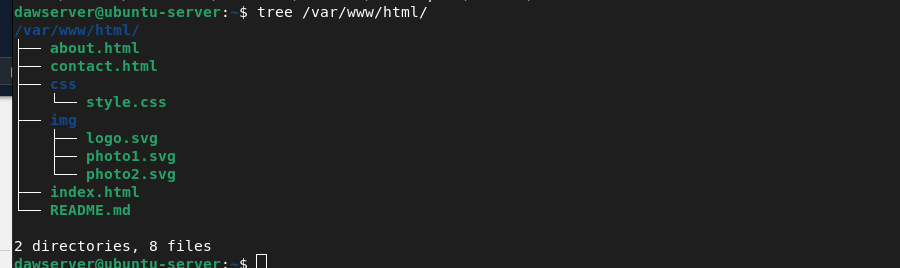 dawserver@ubuntu-server:~$ tree /var/www/html/
/var/www/html/
├── about.html
├── contact.html
├── css
│   └── style.css
├── img
│   ├── logo.svg
│   ├── photo1.svg
│   └── photo2.svg
├── index.html
└── README.md
2 directories, 8 files
dawserver@ubuntu-server:~$